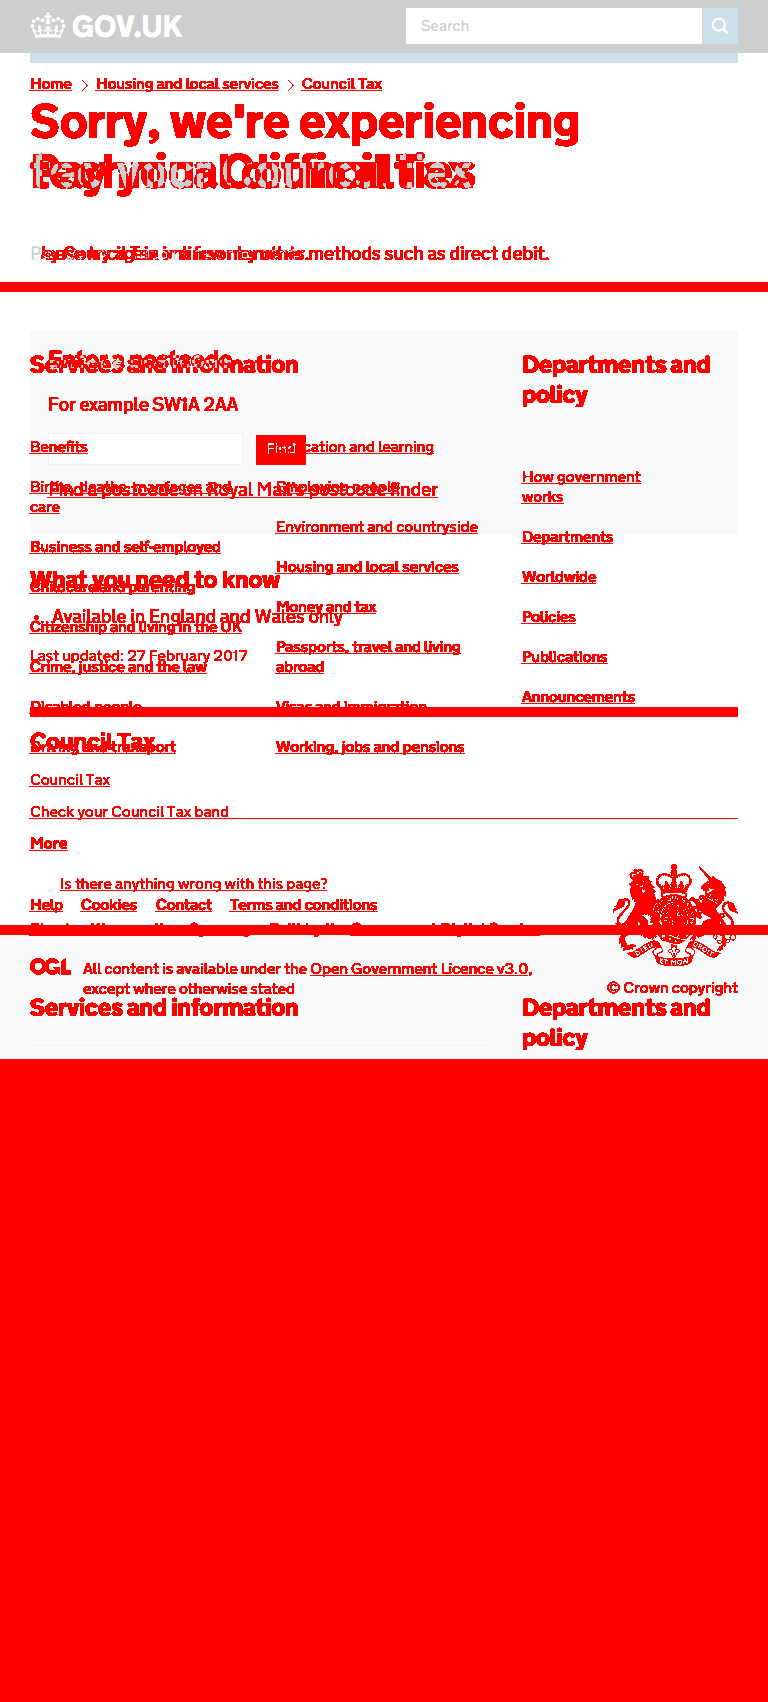 GOV.UK
Search
Home > Housing and local services > Council Tax
Sorry, we're experiencing
technical difficulties
Pay your Council Tax
methods such as direct debit.
Enter a postcode
Services and information
Departments and
policy
For example SW1A 2AA
Benefits
Find
Education and learning
Births, deaths, marriages and
care
Employing people
Find a postcode on Royal Mail's postcode finder
How government
works
Environment and countryside
Departments
Business and self-employed
Housing and local services
What you need to know
Worldwide
Childcare and parenting
Money and tax
• Available in England and Wales only
Policies
Citizenship and living in the UK
Passports, travel and living
abroad
Last updated: 27 February 2017
Publications
Crime, justice and the law
Announcements
Disabled people
Visas and immigration
Council Tax
Driving and transport
Working, jobs and pensions
Council Tax
Check your Council Tax band
More
Is there anything wrong with this page?
Help Cookies Contact Terms and conditions
Built by the Government Digital Service
OGL All content is available under the Open Government Licence v3.0,
except where otherwise stated
© Crown copyright
Services and information
Departments and
policy